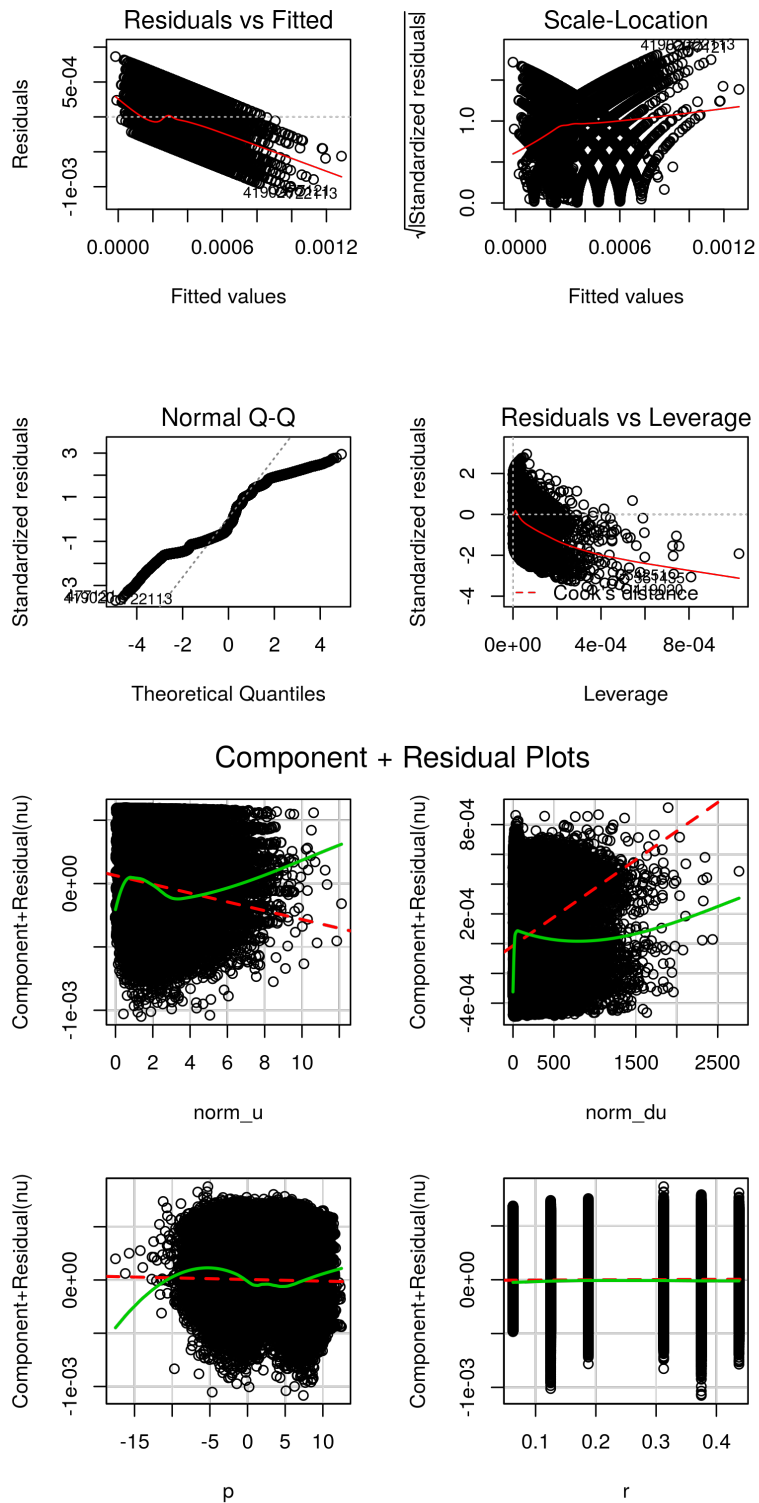 Residuals vs Fitted
Residuals
5e-04
-1e-03
0.0000 0.0006 0.0012
Fitted values
Scale-Location
√|Standardized residuals|
0.0 1.0
0.0000 0.0006 0.0012
Fitted values
Normal Q-Q
Standardized residuals
-3 -1 1 3
722113
-4 -2 0 2 4
Theoretical Quantiles
Residuals vs Leverage
Standardized residuals
-4 -2 0 2
Cook's distance
0e+00 4e-04 8e-04
Leverage
Component + Residual Plots
Component+Residual(nu)
-1e-03 0e+00
0 2 4 6 8 10
norm_u
Component+Residual(nu)
-4e-04 2e-04 8e-04
0 500 1500 2500
norm_du
Component+Residual(nu)
-1e-03 0e+00
-15 -5 0 5 10
p
Component+Residual(nu)
-1e-03 0e+00
0.1 0.2 0.3 0.4
r